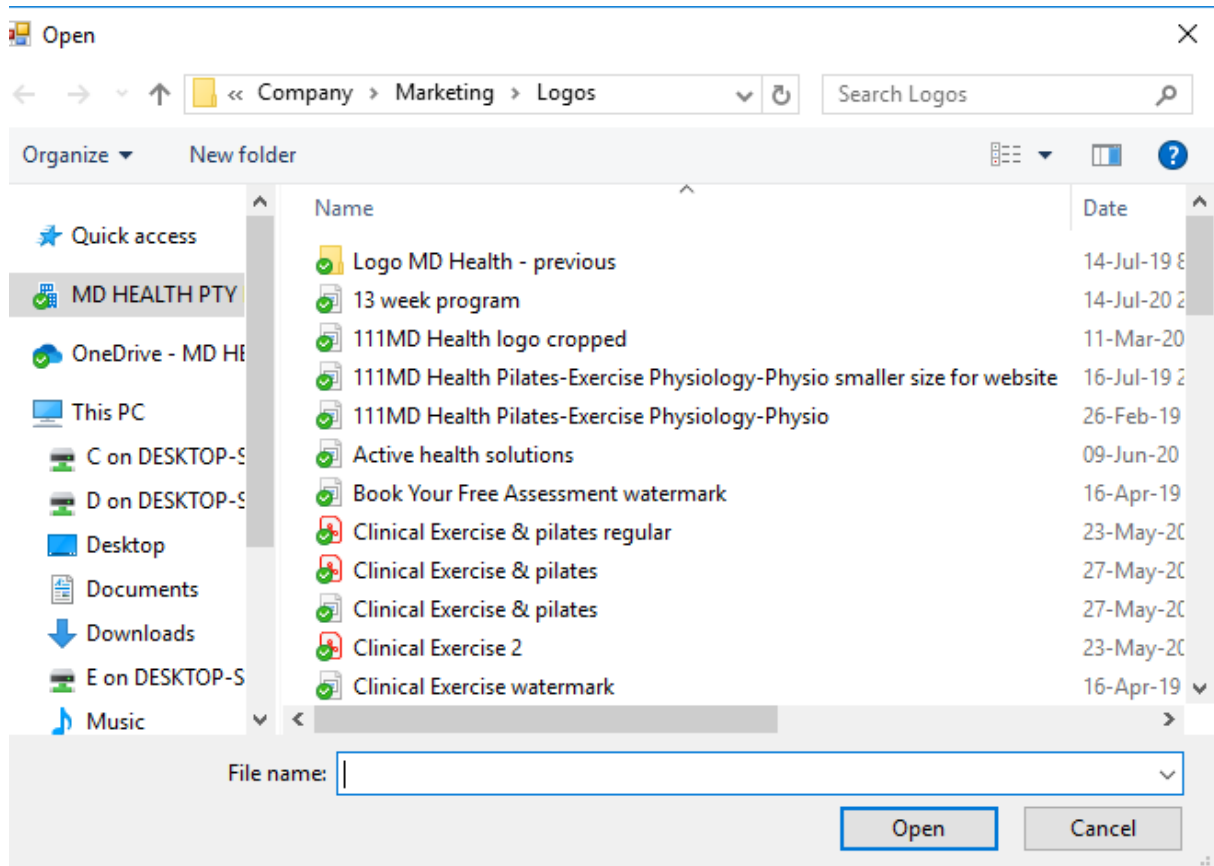 Open
« Company > Marketing > Logos
Search Logos
Organize
New folder
?
Name
Date
Quick access
MD HEALTH PTY
OneDrive - MD HE
This PC
C on DESKTOP-S
D on DESKTOP-S
Desktop
Documents
Downloads
E on DESKTOP-S
Music
Logo MD Health - previous 14-Jul-19 8
13 week program 14-Jul-20 2
111MD Health logo cropped 11-Mar-20
111MD Health Pilates-Exercise Physiology-Physio smaller size for website 16-Jul-19 2
111MD Health Pilates-Exercise Physiology-Physio 26-Feb-19
Active health solutions 09-Jun-20
Book Your Free Assessment watermark 16-Apr-19
Clinical Exercise & pilates regular 23-May-20
Clinical Exercise & pilates 27-May-20
Clinical Exercise & pilates 27-May-20
Clinical Exercise 2 23-May-20
Clinical Exercise watermark 16-Apr-19
File name:
Open
Cancel